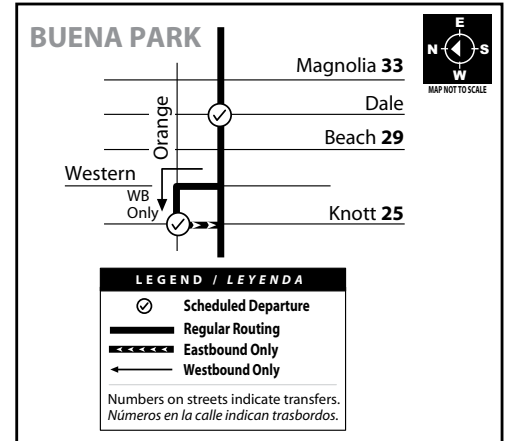 BUENA PARK
E
N S
W
MAP NOT TO SCALE
Magnolia 33
Dale
Orange
Beach 29
Western
WB
Only
Knott 25
LEGEND / LEYENDA
Scheduled Departure
Regular Routing
Eastbound Only
Westbound Only
Numbers on streets indicate transfers.
Números en la calle indican trasbordos.